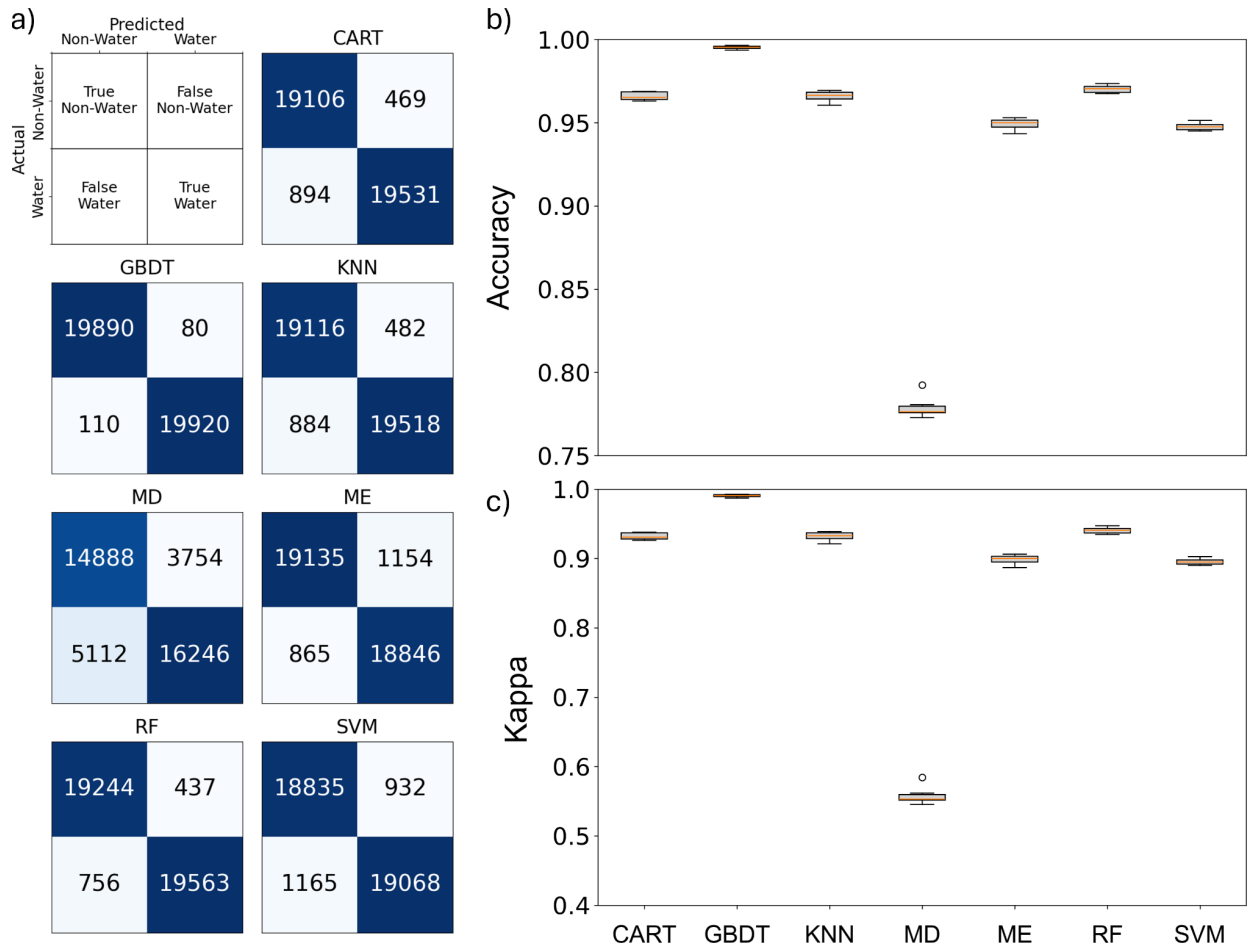 a)
Predicted
Non-Water Water
Actual
Non-Water
Water
True
Non-Water
False
Non-Water
False
Water
True
Water
CART
19106 469
894 19531
GBDT
19890 80
110 19920
KNN
19116 482
884 19518
MD
14888 3754
5112 16246
ME
19135 1154
865 18846
RF
19244 437
756 19563
SVM
18835 932
1165 19068
b)
Accuracy
1.00
0.95
0.90
0.85
0.80
0.75
c)
Kappa
1.0
0.9
0.8
0.7
0.6
0.5
0.4
CART GBDT KNN MD ME RF SVM